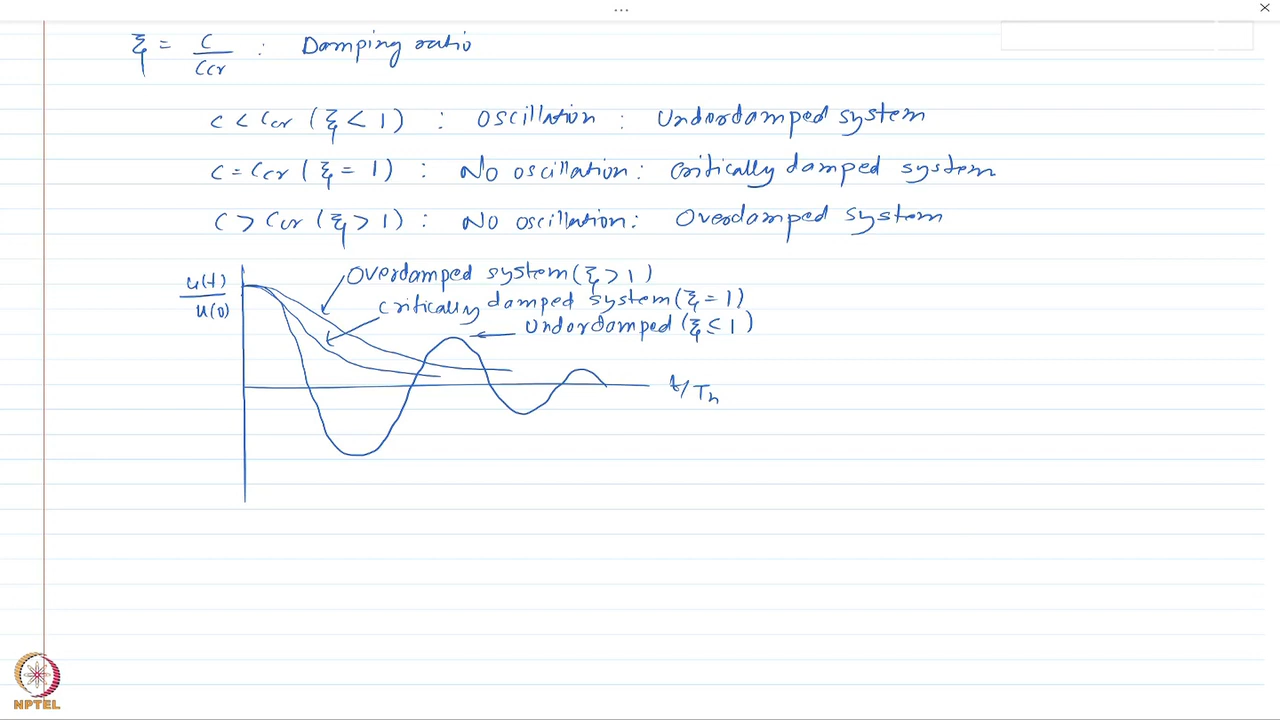 ξ = c / ccr : Damping ratio
c < ccr (ξ < 1) : oscillation : Underdamped system
c = ccr (ξ = 1) : No oscillation : critically damped system
c > ccr (ξ > 1) : No oscillation : Overdamped system
u(t) / u(0)
Overdamped system (ξ > 1)
critically damped system (ξ = 1)
Underdamped (ξ < 1)
t/Tn
NPTEL